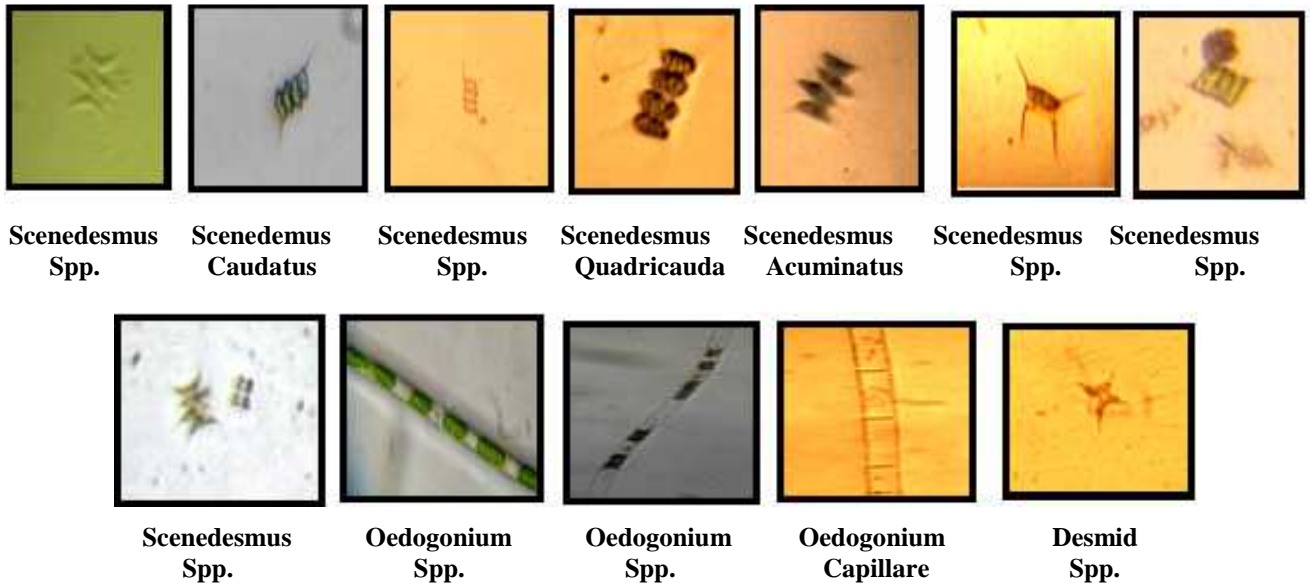 Scenedesmus Scenedemus Scenedesmus Scenedesmus Scenedesmus Scenedesmus Scenedesmus
Spp. Caudatus Spp. Quadricauda Acuminatus Spp. Spp.
Scenedesmus Oedogonium Oedogonium Oedogonium Desmid
Spp. Spp. Spp. Capillare Spp.